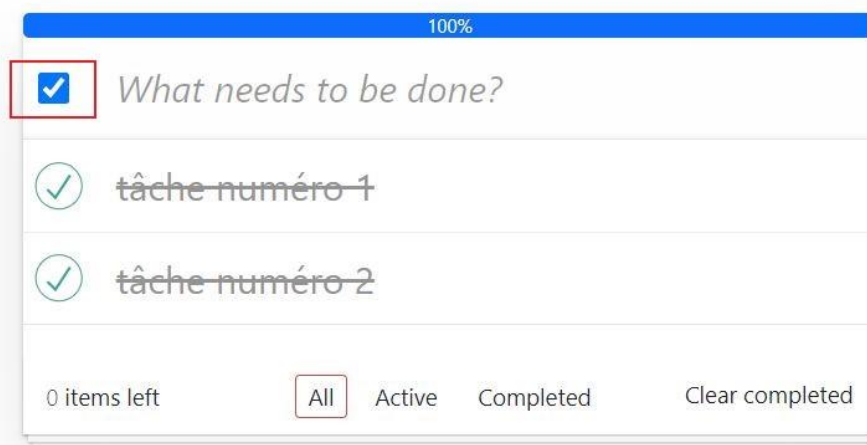 100%
What needs to be done?
tâche numéro 1
tâche numéro 2
0 items left All Active Completed Clear completed